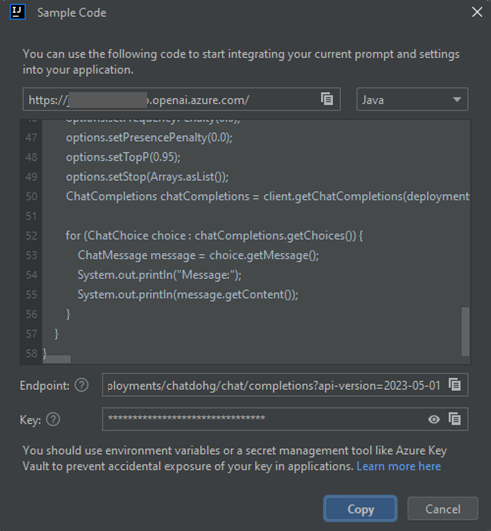 IJ
Sample Code
You can use the following code to start integrating your current prompt and settings
into your application.
https://j .openai.azure.com/
Java
47 options.setPresencePenalty(0.0);
48 options.setTopP(0.95);
49 options.setStop(Arrays.asList());
50 ChatCompletions chatCompletions = client.getChatCompletions(deployment
51
52 for (ChatChoice choice : chatCompletions.getChoices()) {
53 ChatMessage message = choice.getMessage();
54 System.out.println("Message:");
55 System.out.println(message.getContent());
56 }
57 }
58 }
Endpoint: ? ployments/chatdohg/chat/completions?api-version=2023-05-01
Key: ? ********************************
You should use environment variables or a secret management tool like Azure Key
Vault to prevent accidental exposure of your key in applications. Learn more here
Copy
Cancel